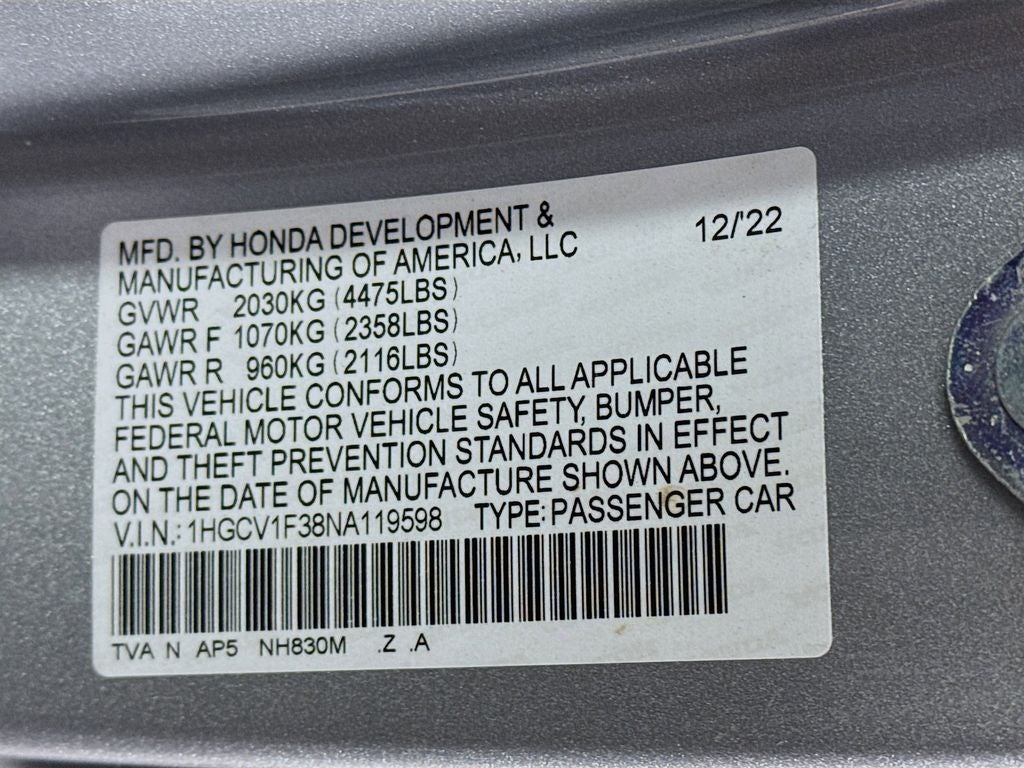 MFD. BY HONDA DEVELOPMENT & 12/'22
MANUFACTURING OF AMERICA, LLC
GVWR 2030KG (4475LBS)
GAWR F 1070KG (2358LBS)
GAWR R 960KG (2116LBS)
THIS VEHICLE CONFORMS TO ALL APPLICABLE
FEDERAL MOTOR VEHICLE SAFETY, BUMPER,
AND THEFT PREVENTION STANDARDS IN EFFECT
ON THE DATE OF MANUFACTURE SHOWN ABOVE.
V.I.N.: 1HGCV1F38NA119598 TYPE: PASSENGER CAR
TVA N AP5 NH830M .Z .A